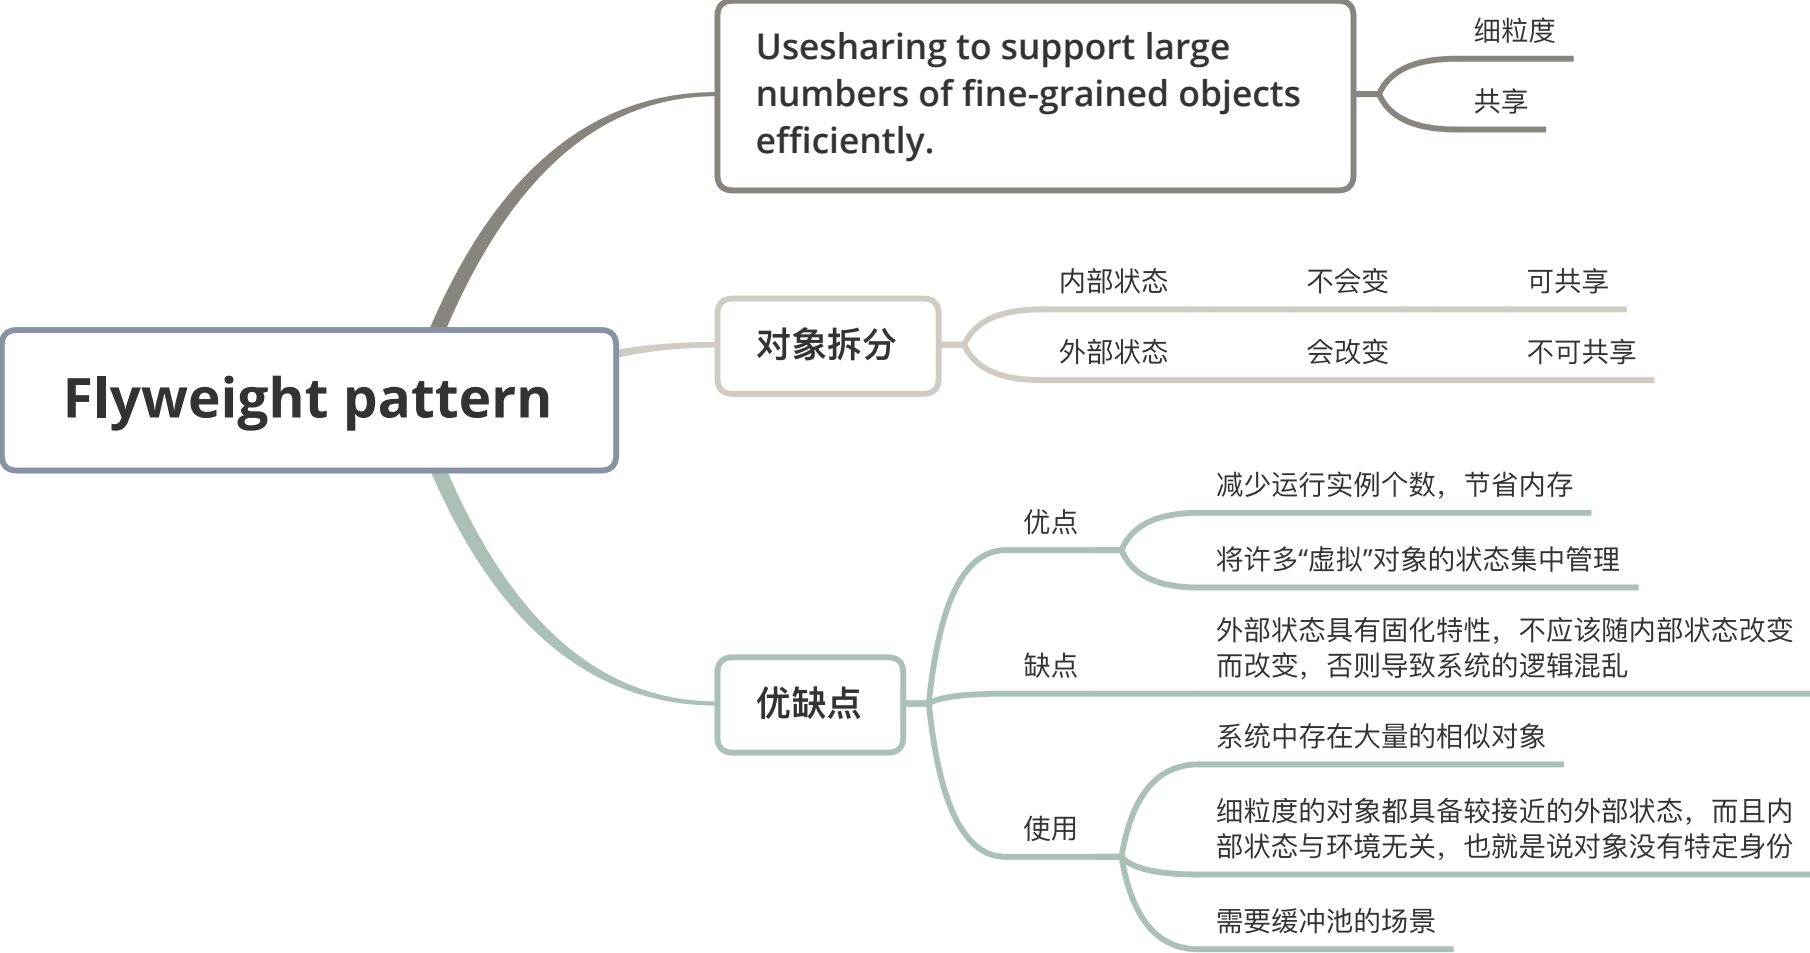 Usesharing to support large
numbers of fine-grained objects
efficiently.
细粒度
共享
Flyweight pattern
对象拆分
内部状态 不会变 可共享
外部状态 会改变 不可共享
优缺点
优点
减少运行实例个数，节省内存
将许多“虚拟”对象的状态集中管理
缺点
外部状态具有固化特性，不应该随内部状态改变
而改变，否则导致系统的逻辑混乱
使用
系统中存在大量的相似对象
细粒度的对象都具备较接近的外部状态，而且内
部状态与环境无关，也就是说对象没有特定身份
需要缓冲池的场景